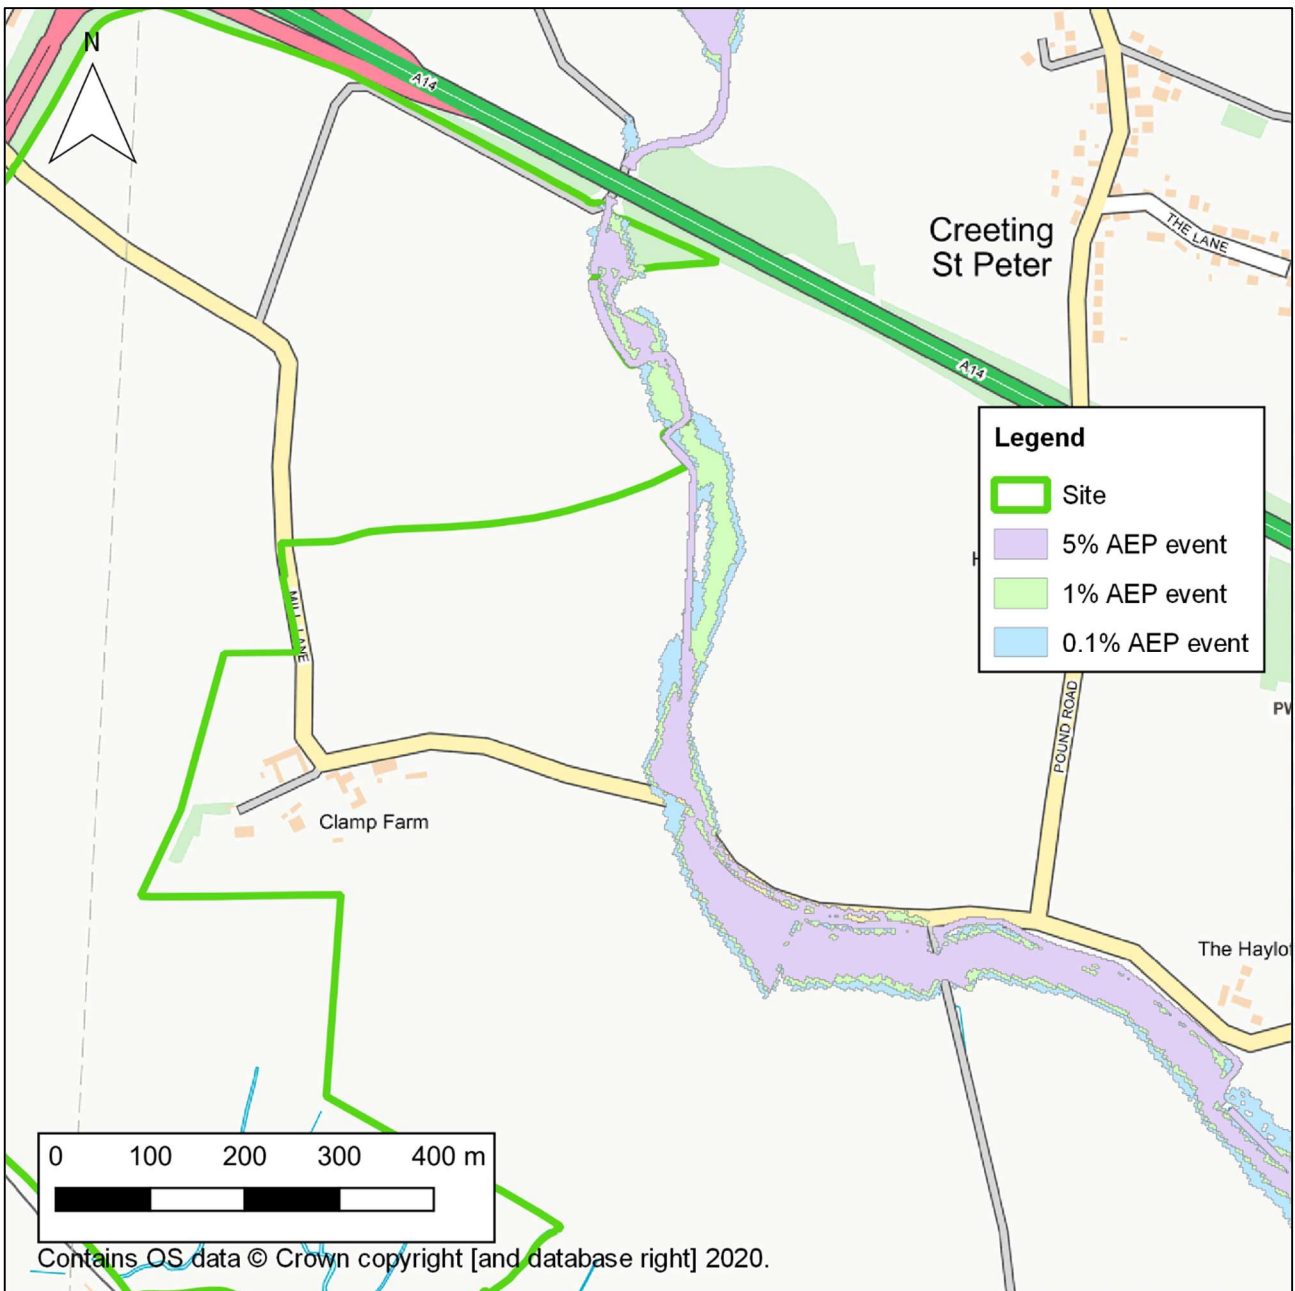 N
A14
Creeting
St Peter
THE LANE
A14
Legend
Site
5% AEP event
1% AEP event
0.1% AEP event
MILL LANE
POUND ROAD
Clamp Farm
The Haylo
0 100 200 300 400 m
Contains OS data © Crown copyright [and database right] 2020.